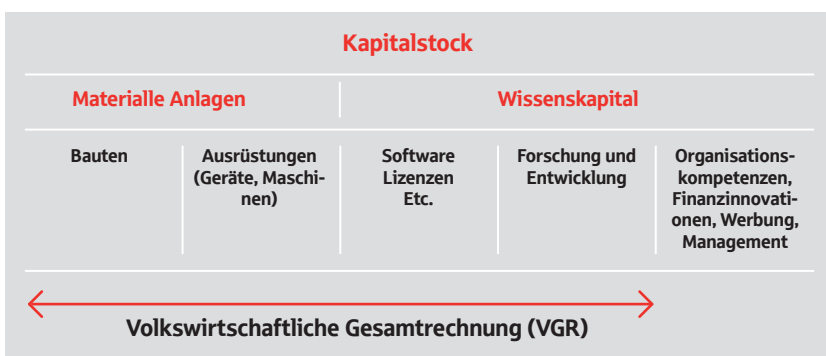 Kapitalstock
Materialle Anlagen
Wissenskapital
Bauten
Ausrüstungen
(Geräte, Maschi-
nen)
Software
Lizenzen
Etc.
Forschung und
Entwicklung
Organisations-
kompetenzen,
Finanzinnovati-
onen, Werbung,
Management
Volkswirtschaftliche Gesamtrechnung (VGR)